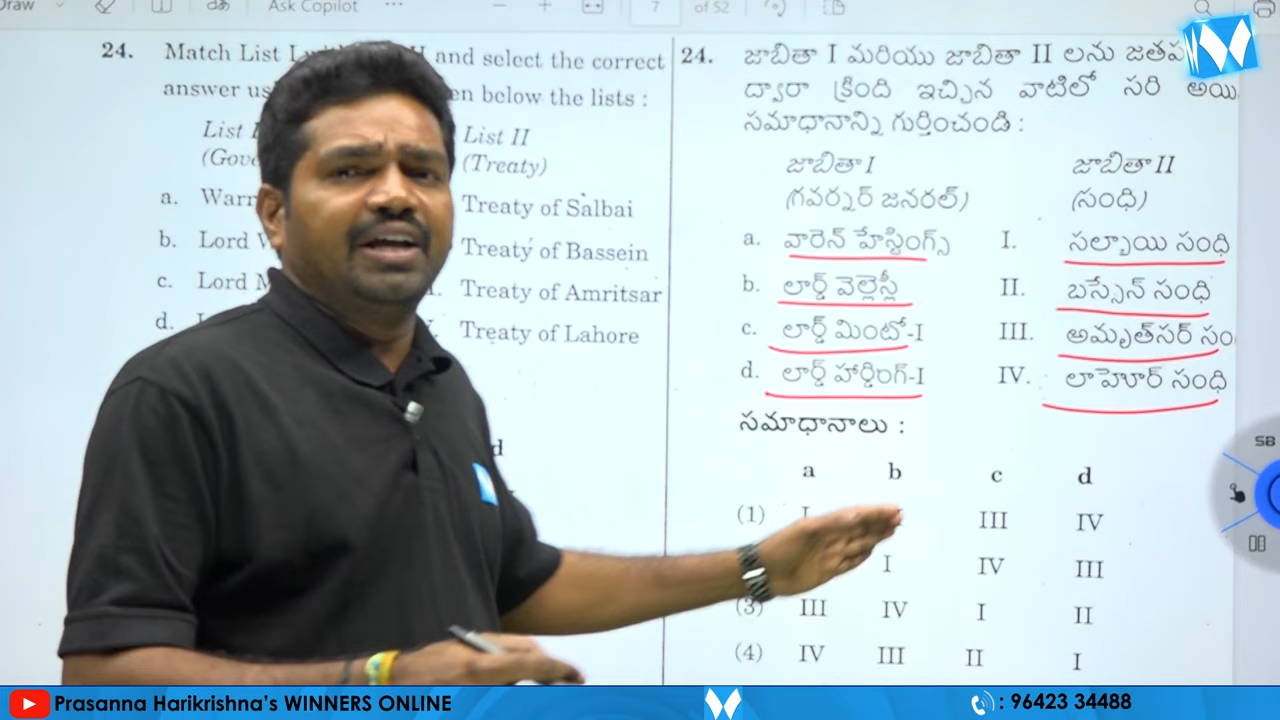 Draw
Ask Copilot
7 of 52
24. Match List I and select the correct
answer en below the lists :
List List II
(Treaty)
a. Treaty of Salbai
b. Lord Treaty of Bassein
c. Lord Treaty of Amritsar
d. Treaty of Lahore
d
24. జాబితా I మరియు జాబితా II లను
ద్వారా క్రింది ఇచ్చిన వాటిలో సరి
సమాధానాన్ని గుర్తించండి :
జాబితా I జాబితా II
(గవర్నర్ జనరల్) (సంధి)
a. వారెన్ హేస్టింగ్స్ I. సల్బాయి సంధి
b. లార్డ్ వెల్లెస్లీ II. బస్సేన్ సంధి
c. లార్డ్ మింటో-I III. అమృత్‌సర్
d. లార్డ్ హార్డింగ్-I IV. లాహెూర్ సంధి
సమాధానాలు :
a b c d
(1) I III IV
I IV III
(3) III IV I II
(4) IV III II I
SB
Prasanna Harikrishna's WINNERS ONLINE
: 96423 34488